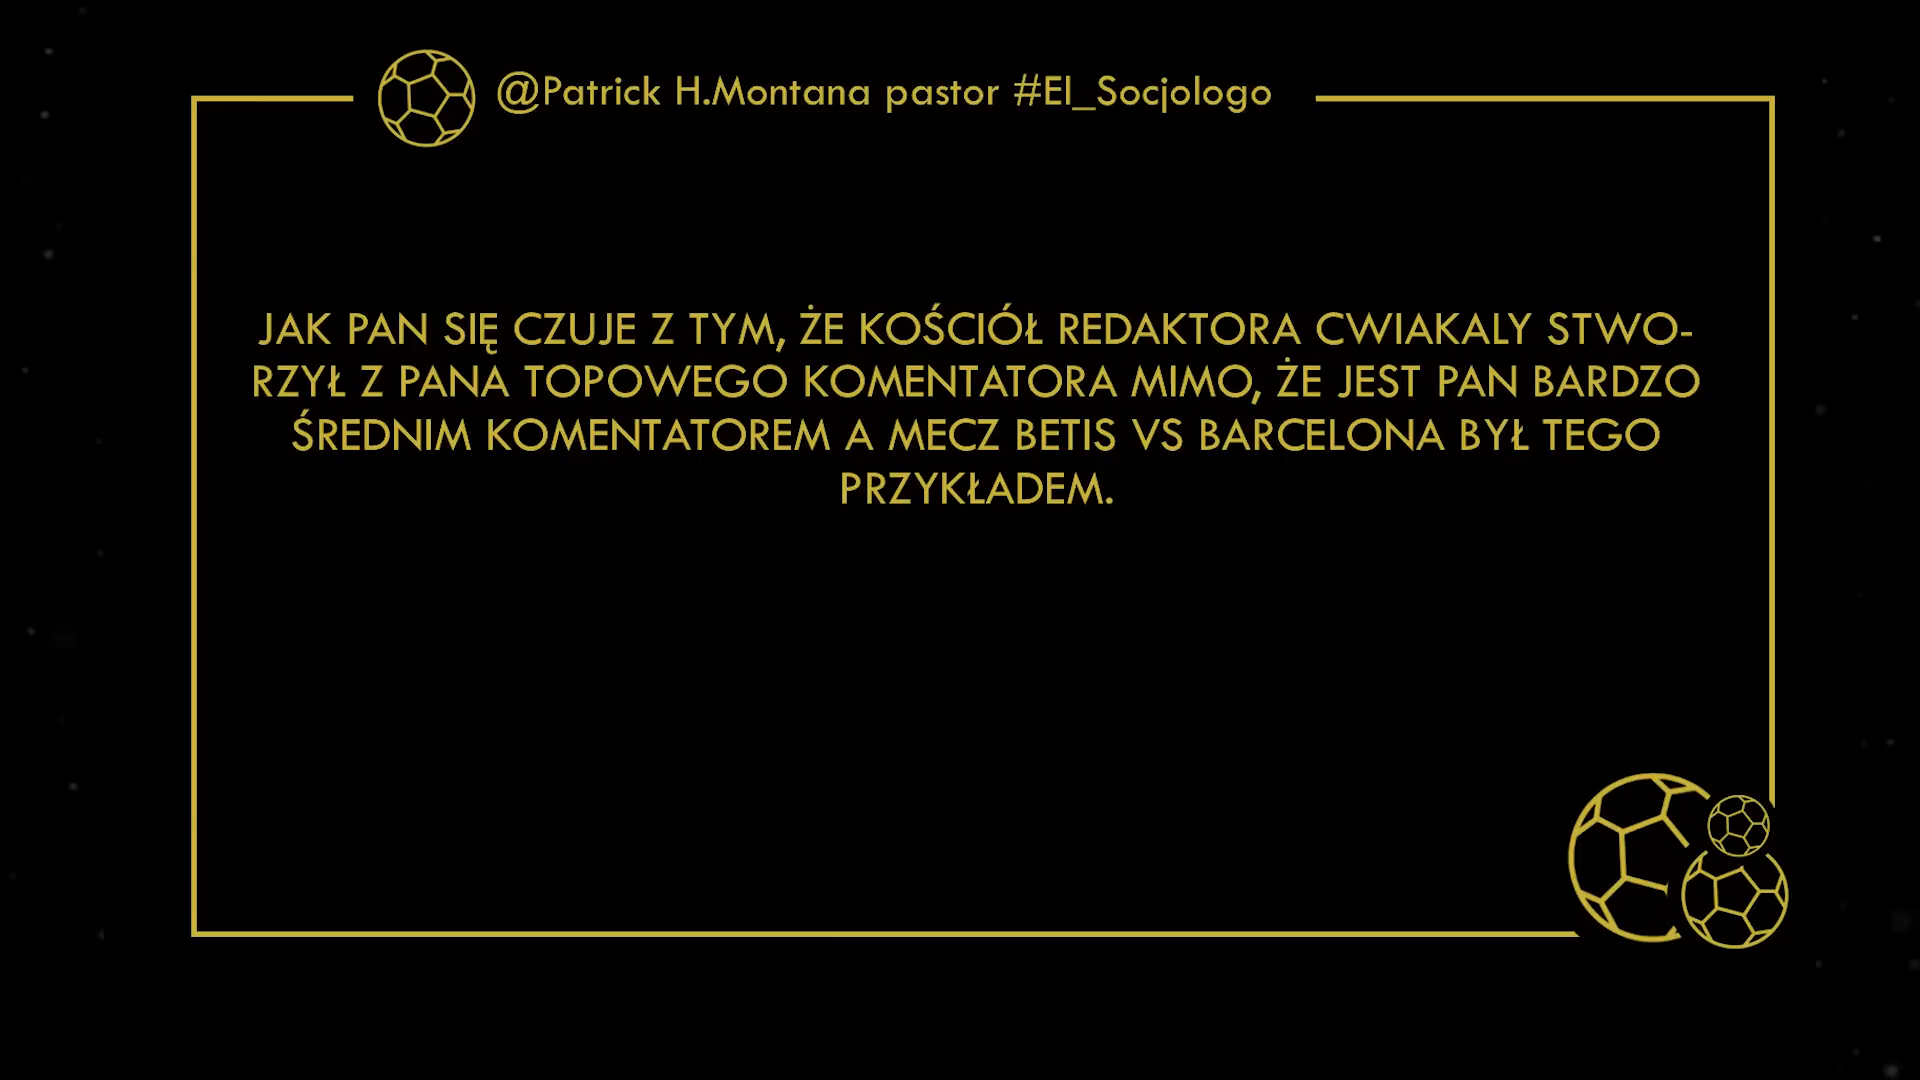 @Patrick H.Montana pastor #El_Socjologo
JAK PAN SIĘ CZUJE Z TYM, ŻE KOŚCIÓŁ REDAKTORA CWIAKALY STWO-
RZYŁ Z PANA TOPOWEGO KOMENTATORA MIMO, ŻE JEST PAN BARDZO
ŚREDNIM KOMENTATOREM A MECZ BETIS VS BARCELONA BYŁ TEGO
PRZYKŁADEM.